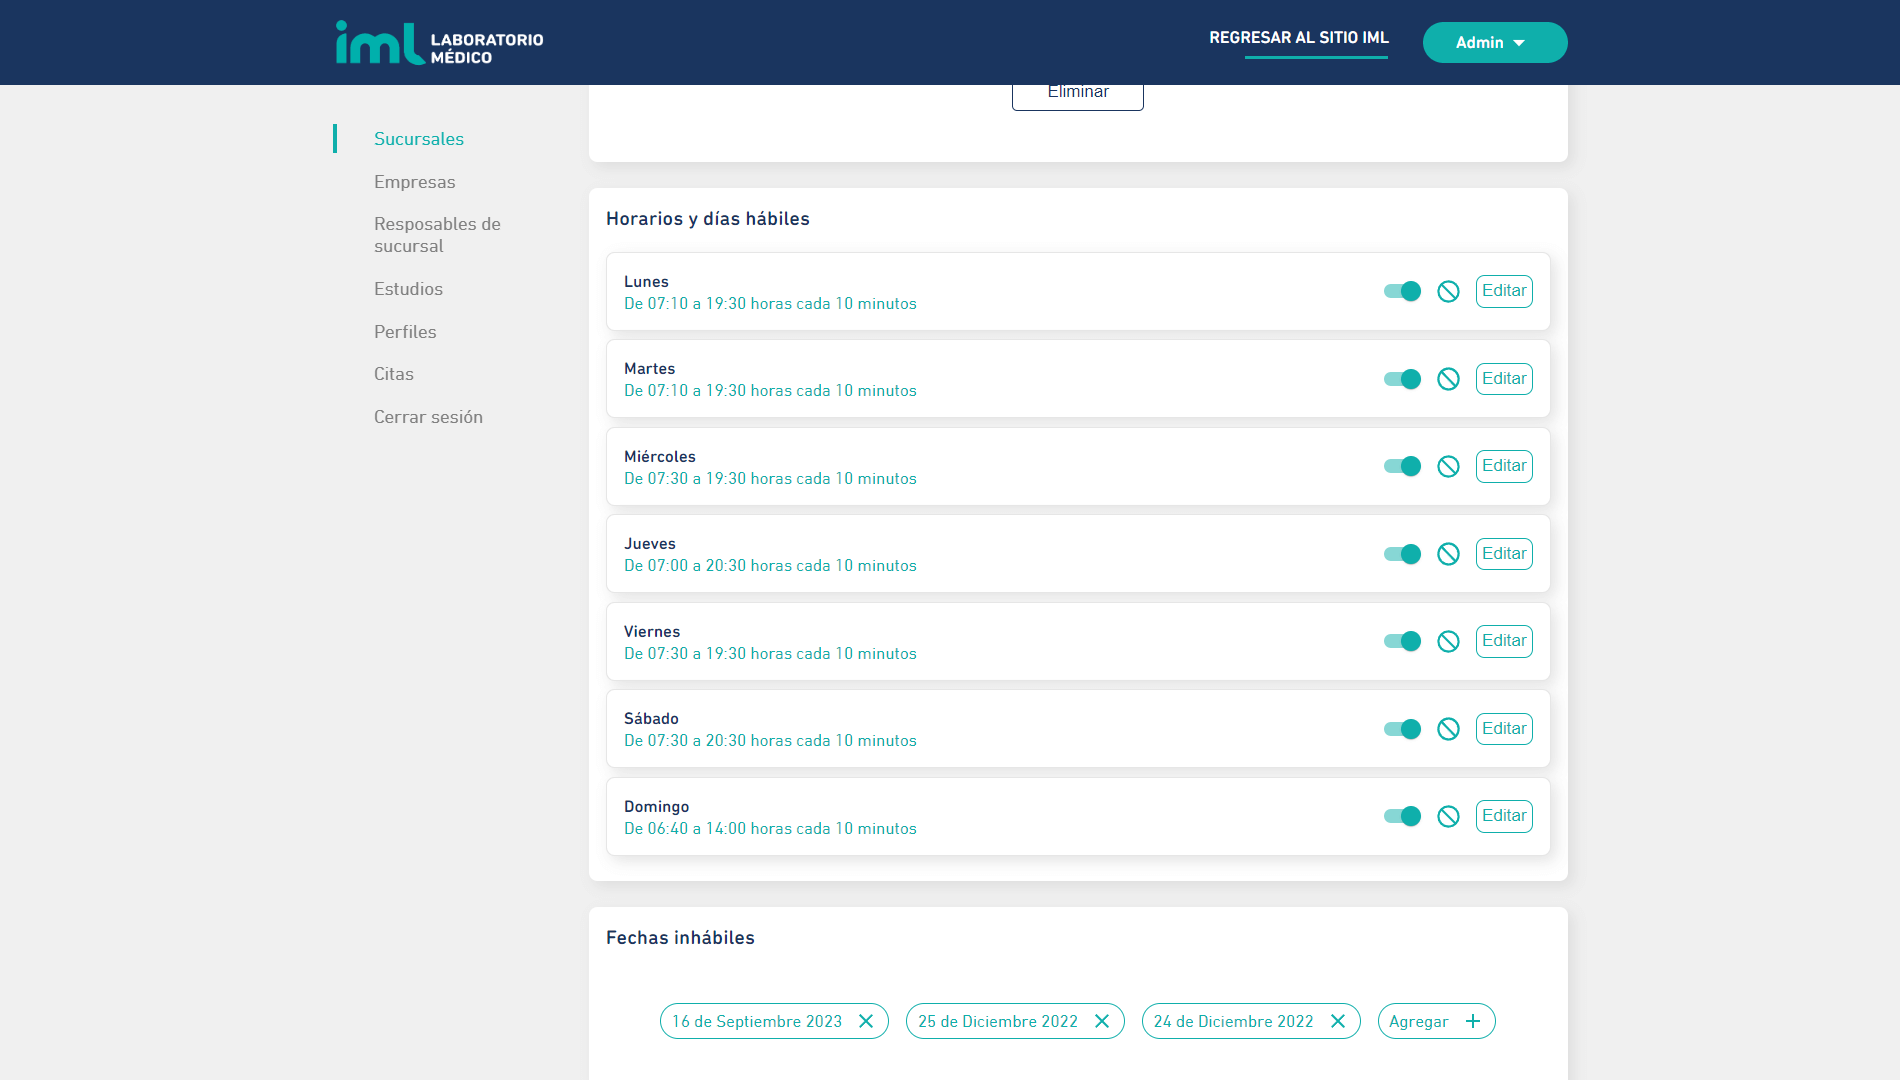 iml LABORATORIO
MÉDICO
REGRESAR AL SITIO IML
Admin
Eliminar
Sucursales
Empresas
Resposables de
sucursal
Estudios
Perfiles
Citas
Cerrar sesión
Horarios y días hábiles
Lunes
De 07:10 a 19:30 horas cada 10 minutos
Editar
Martes
De 07:10 a 19:30 horas cada 10 minutos
Editar
Miércoles
De 07:30 a 19:30 horas cada 10 minutos
Editar
Jueves
De 07:00 a 20:30 horas cada 10 minutos
Editar
Viernes
De 07:30 a 19:30 horas cada 10 minutos
Editar
Sábado
De 07:30 a 20:30 horas cada 10 minutos
Editar
Domingo
De 06:40 a 14:00 horas cada 10 minutos
Editar
Fechas inhábiles
16 de Septiembre 2023
25 de Diciembre 2022
24 de Diciembre 2022
Agregar